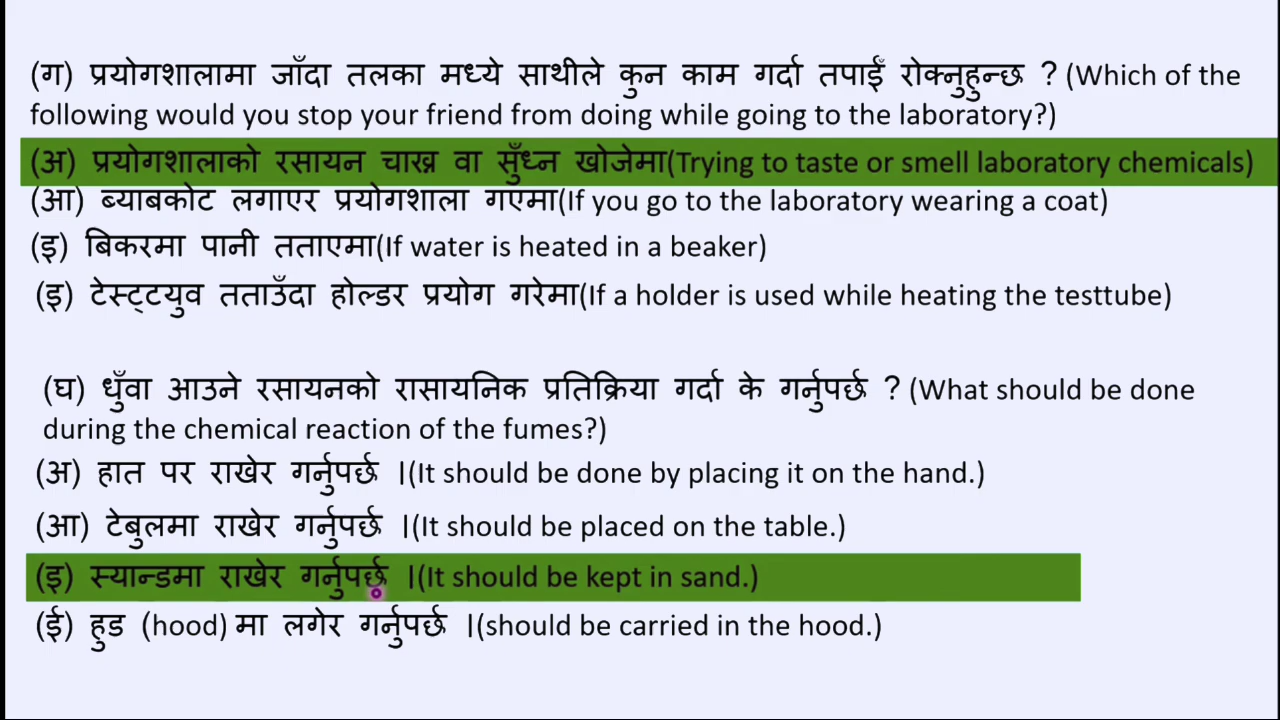 (ग) प्रयोगशालामा जाँदा तलका मध्ये साथीले कुन काम गर्दा तपाईँ रोक्नुहुन्छ ? (Which of the
following would you stop your friend from doing while going to the laboratory?)
(अ) प्रयोगशालाको रसायन चाख्न वा सुँध्न खोजेमा(Trying to taste or smell laboratory chemicals)
(आ) ब्याबकोट लगाएर प्रयोगशाला गएमा(If you go to the laboratory wearing a coat)
(इ) बिकरमा पानी तताएमा(If water is heated in a beaker)
(इ) टेस्ट्टयुव तताउँदा होल्डर प्रयोग गरेमा(If a holder is used while heating the testtube)
(घ) धुँवा आउने रसायनको रासायनिक प्रतिक्रिया गर्दा के गर्नुपर्छ ? (What should be done
during the chemical reaction of the fumes?)
(अ) हात पर राखेर गर्नुपर्छ ।(It should be done by placing it on the hand.)
(आ) टेबुलमा राखेर गर्नुपर्छ ।(It should be placed on the table.)
(इ) स्यान्डमा राखेर गर्नुपर्छ ।(It should be kept in sand.)
(ई) हुड (hood) मा लगेर गर्नुपर्छ ।(should be carried in the hood.)